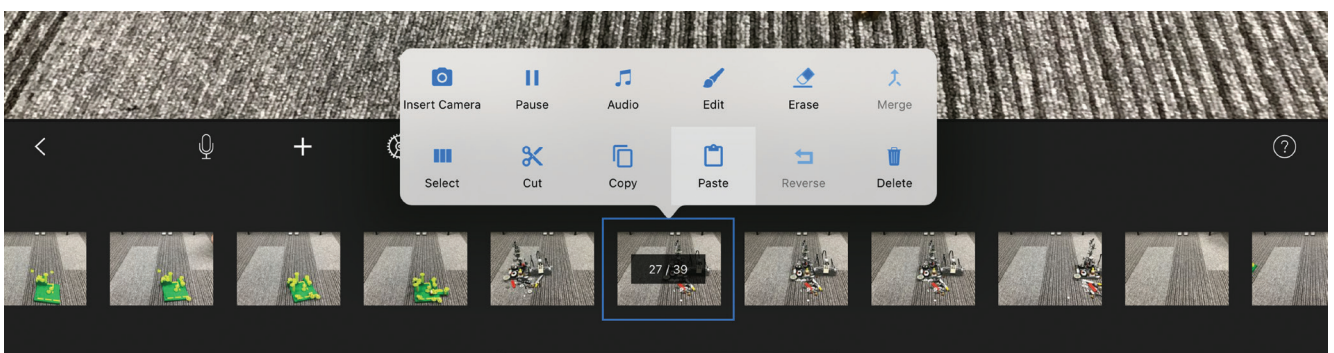 Insert Camera Pause Audio Edit Erase Merge
Select Cut Copy Paste Reverse Delete
27 / 39